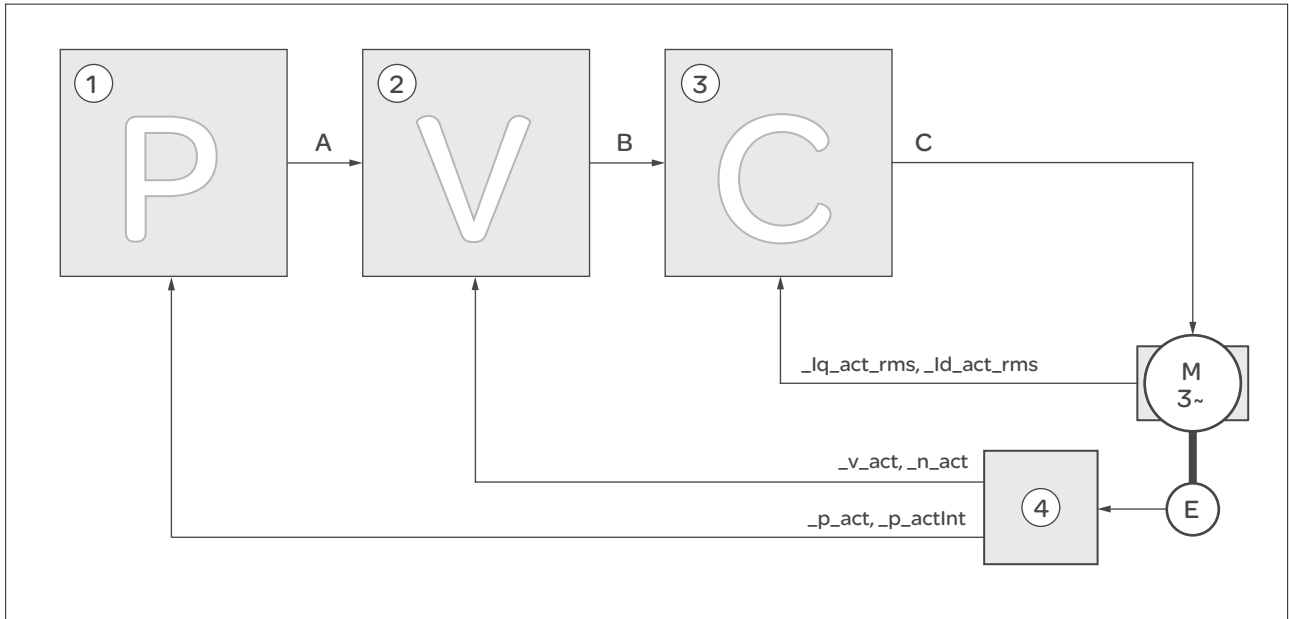 1
2
3
P
A
V
B
C
C
_Iq_act_rms, _Id_act_rms
M
3~
_v_act, _n_act
4
E
_p_act, _p_actInt